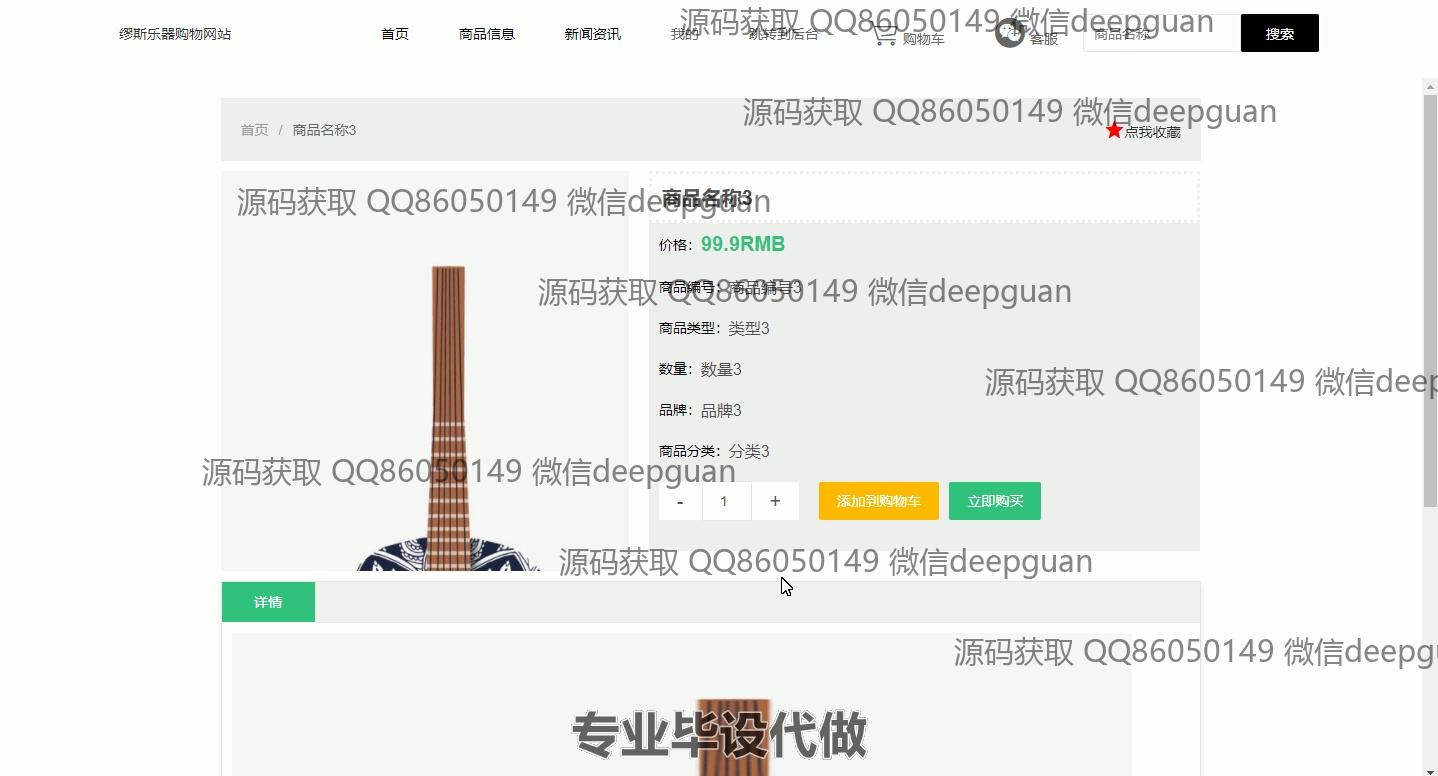 缪斯乐器购物网站 首页 商品信息 新闻资讯 我的 跳转到后台 购物车 客服 商品名称 搜索
源码获取 QQ86050149 微信deepguan
源码获取 QQ86050149 微信deepguan
首页 / 商品名称3 点我收藏
源码获取 QQ86050149 微信deepguan
商品名称3
价格：99.9RMB
源码获取 QQ86050149 微信deepguan
商品编号：商品编号3
商品类型：类型3
数量：数量3
源码获取 QQ86050149 微信deep
品牌：品牌3
商品分类：分类3
源码获取 QQ86050149 微信deepguan
- 1 + 添加到购物车 立即购买
源码获取 QQ86050149 微信deepguan
详情
源码获取 QQ86050149 微信deepgu
专业毕设代做